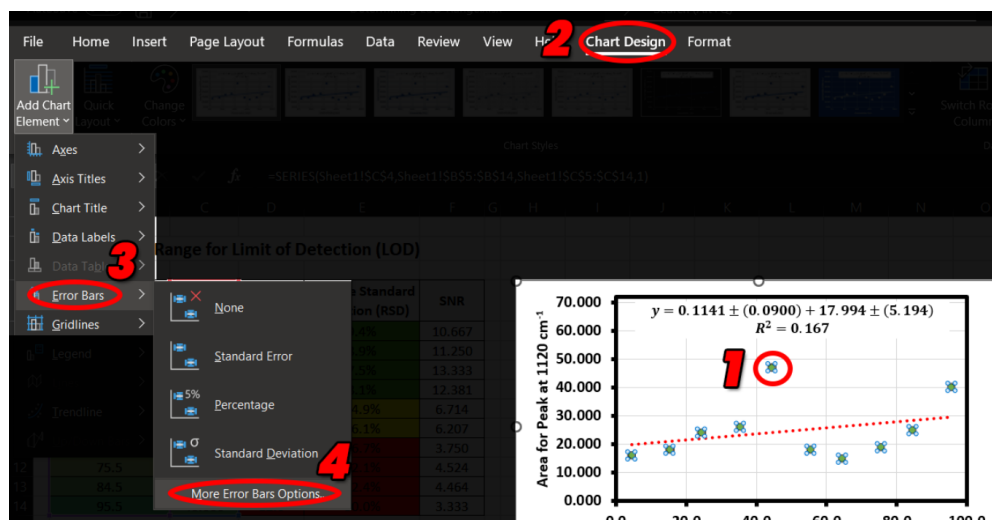 File Home Insert Page Layout Formulas Data Review View 2 Chart Design Format
Add Chart Element
Quick Layout
Change Colors
Switch
Chart Styles
Axes
fx =SERIES(Sheet1!$C$4,Sheet1!$B$5:$B$14,Sheet1!$C$5:$C$14,1)
Axis Titles
C D E F G H I J K L M N O
Chart Title
Data Labels
Range for Limit of Detection (LOD)
3
Error Bars
Gridlines
Legend
Trendline
None
Standard Error
5%
Percentage
σ
Standard Deviation
4
More Error Bars Options...
Standard
(RSD)
SNR
10.667
11.250
13.333
12.381
6.714
6.207
3.750
4.524
4.464
3.333
12 75.5
13 84.5
14 95.5
y = 0.1141 ± (0.0900) + 17.994 ± (5.194)
R² = 0.167
1
Area for Peak at 1120 cm⁻¹
70.000
60.000
50.000
40.000
30.000
20.000
10.000
0.000
0.0 20.0 40.0 60.0 80.0 100.0